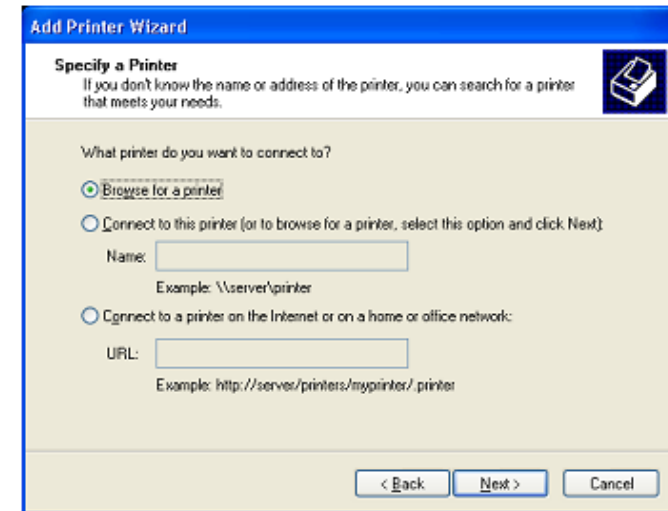 Add Printer Wizard
Specify a Printer
If you don't know the name or address of the printer, you can search for a printer
that meets your needs.
What printer do you want to connect to?
Browse for a printer
Connect to this printer (or to browse for a printer, select this option and click Next):
Name:
Example: \\server\printer
Connect to a printer on the Internet or on a home or office network:
URL:
Example: http://server/printers/myprinter/.printer
< Back Next > Cancel